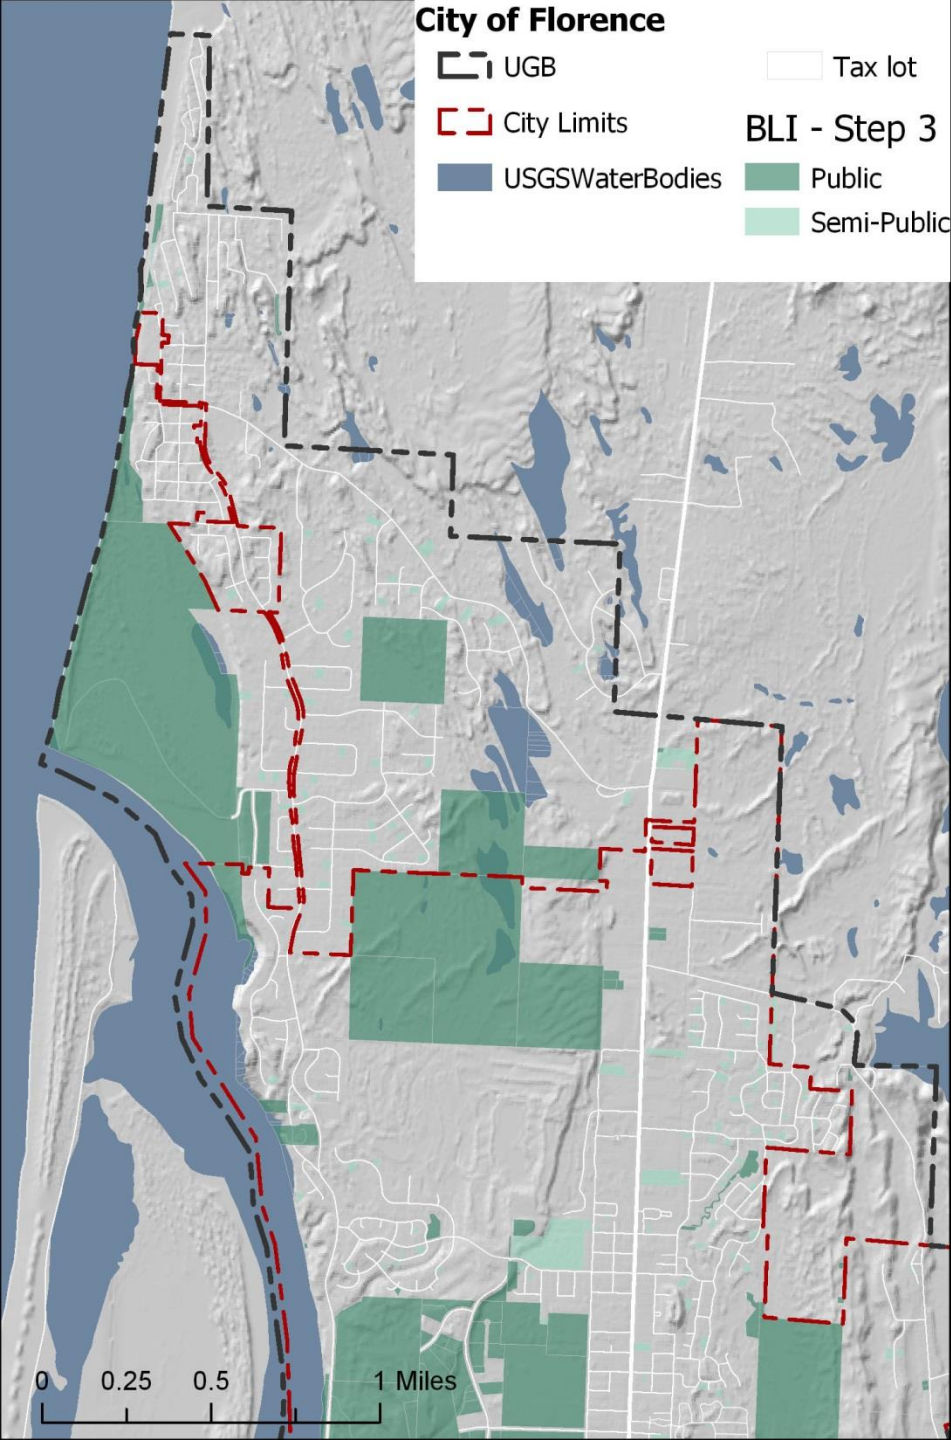 City of Florence
UGB
Tax lot
City Limits
BLI - Step 3
USGSWaterBodies
Public
Semi-Public
0 0.25 0.5 1 Miles